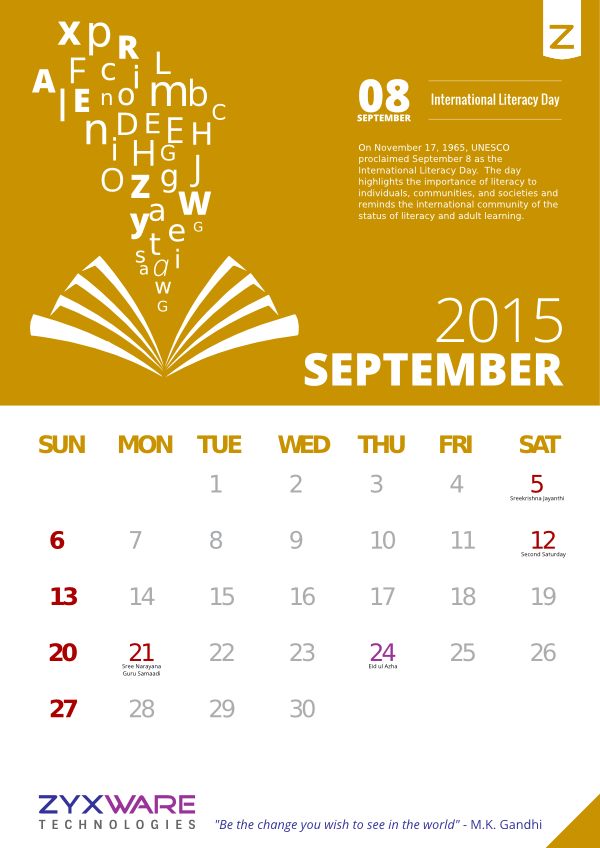 x p R
A F c i L
l E n o m b C
n D E E H
i H G
O Z g J
y a W
t e G
s a a i
w
G
Z
08
SEPTEMBER
International Literacy Day
On November 17, 1965, UNESCO
proclaimed September 8 as the
International Literacy Day. The day
highlights the importance of literacy to
individuals, communities, and societies and
reminds the international community of the
status of literacy and adult learning.
2015
SEPTEMBER
SUN MON TUE WED THU FRI SAT
1 2 3 4 5
Sreekrishna Jayanthi
6 7 8 9 10 11 12
Second Saturday
13 14 15 16 17 18 19
20 21 22 23 24 25 26
Sree Narayana Eid ul Azha
Guru Samaadi
27 28 29 30
ZYXWARE
TECHNOLOGIES
"Be the change you wish to see in the world" - M.K. Gandhi